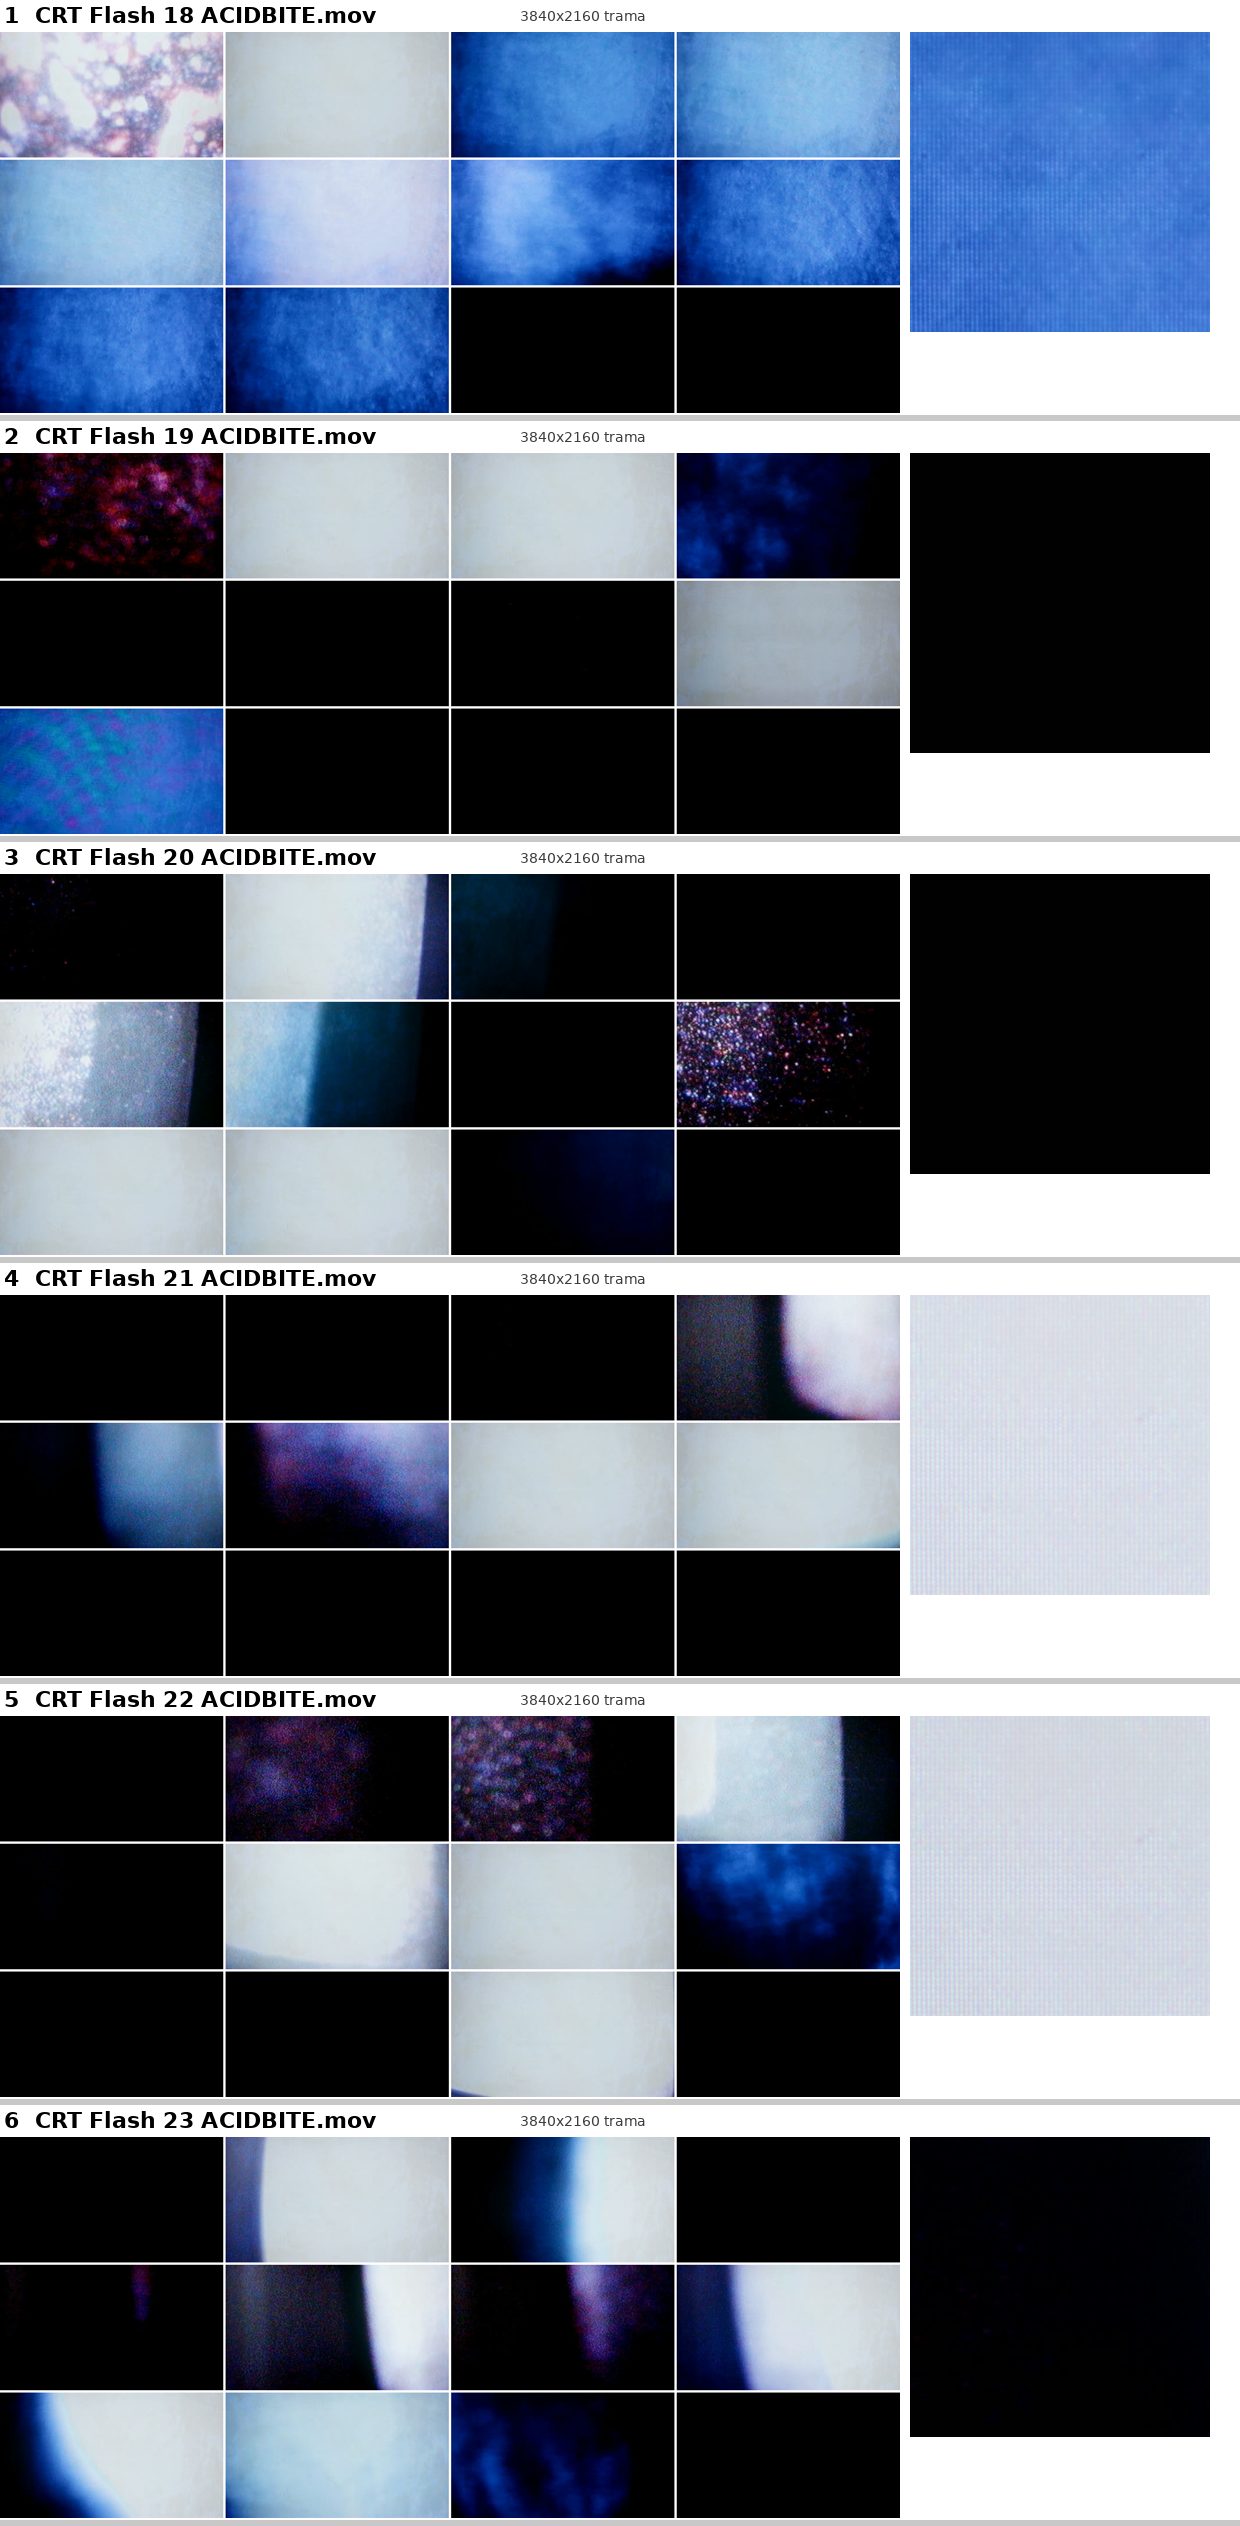 1 CRT Flash 18 ACIDBITE.mov 3840x2160 trama
2 CRT Flash 19 ACIDBITE.mov 3840x2160 trama
3 CRT Flash 20 ACIDBITE.mov 3840x2160 trama
4 CRT Flash 21 ACIDBITE.mov 3840x2160 trama
5 CRT Flash 22 ACIDBITE.mov 3840x2160 trama
6 CRT Flash 23 ACIDBITE.mov 3840x2160 trama